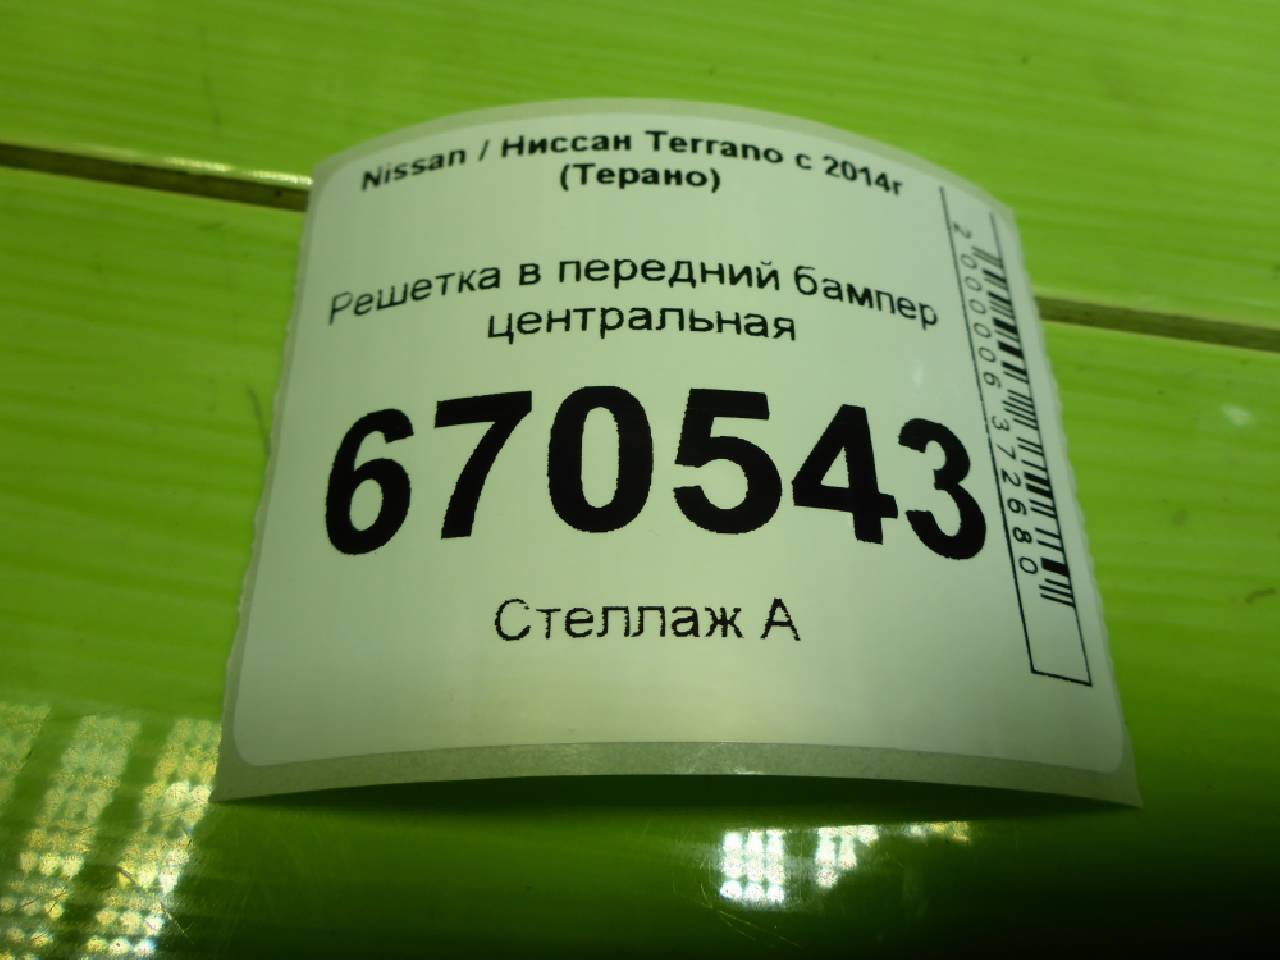 Nissan / Ниссан Terrano с 2014г
(Терано)
Решетка в передний бампер
центральная
670543
Стеллаж А
2000006372680